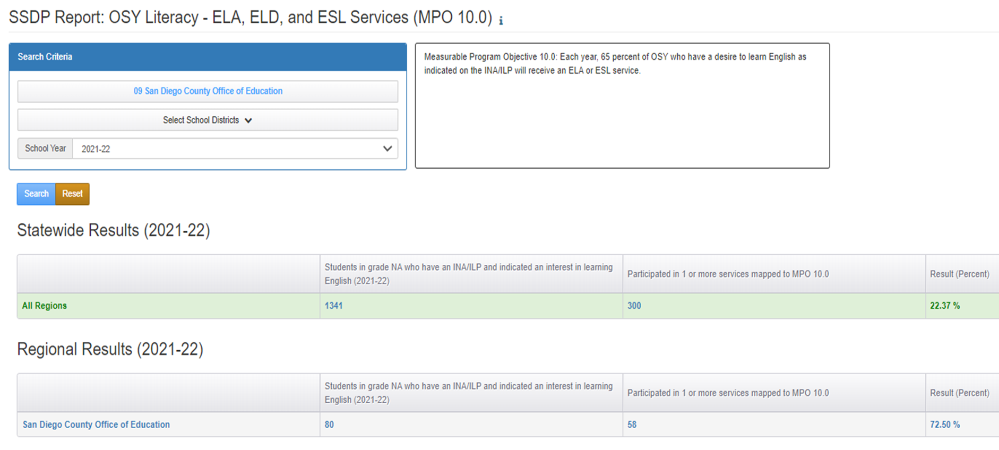 SSDP Report: OSY Literacy - ELA, ELD, and ESL Services (MPO 10.0) i
Search Criteria
09 San Diego County Office of Education
Select School Districts
School Year 2021-22
Measurable Program Objective 10.0: Each year, 65 percent of OSY who have a desire to learn English as
indicated on the INA/ILP will receive an ELA or ESL service.
Search Reset
Statewide Results (2021-22)
Students in grade NA who have an INA/ILP and indicated an interest in learning
English (2021-22)
Participated in 1 or more services mapped to MPO 10.0
Result (Percent)
All Regions 1341 300 22.37 %
Regional Results (2021-22)
Students in grade NA who have an INA/ILP and indicated an interest in learning
English (2021-22)
Participated in 1 or more services mapped to MPO 10.0
Result (Percent)
San Diego County Office of Education 80 58 72.50 %